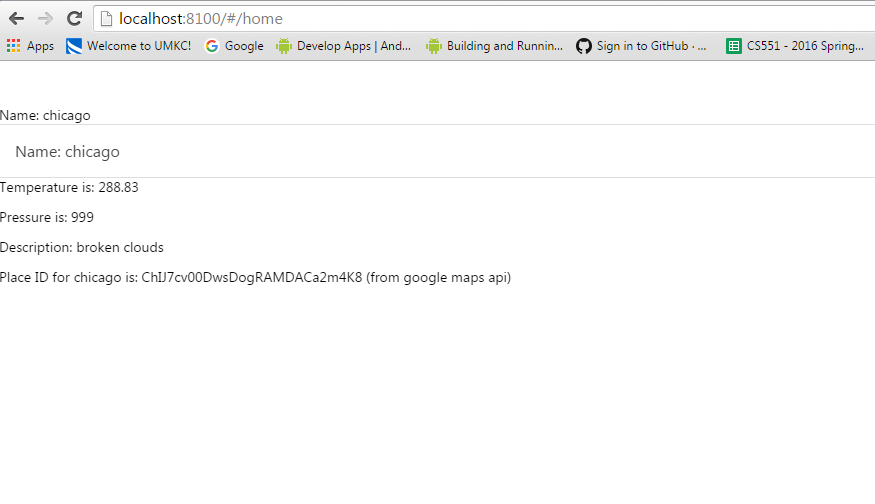 localhost:8100/#/home
Apps Welcome to UMKC! Google Develop Apps | And... Building and Runnin... Sign in to GitHub · ... CS551 - 2016 Spring...
Name: chicago
Name: chicago
Temperature is: 288.83
Pressure is: 999
Description: broken clouds
Place ID for chicago is: ChIJ7cv00DwsDogRAMDACa2m4K8 (from google maps api)